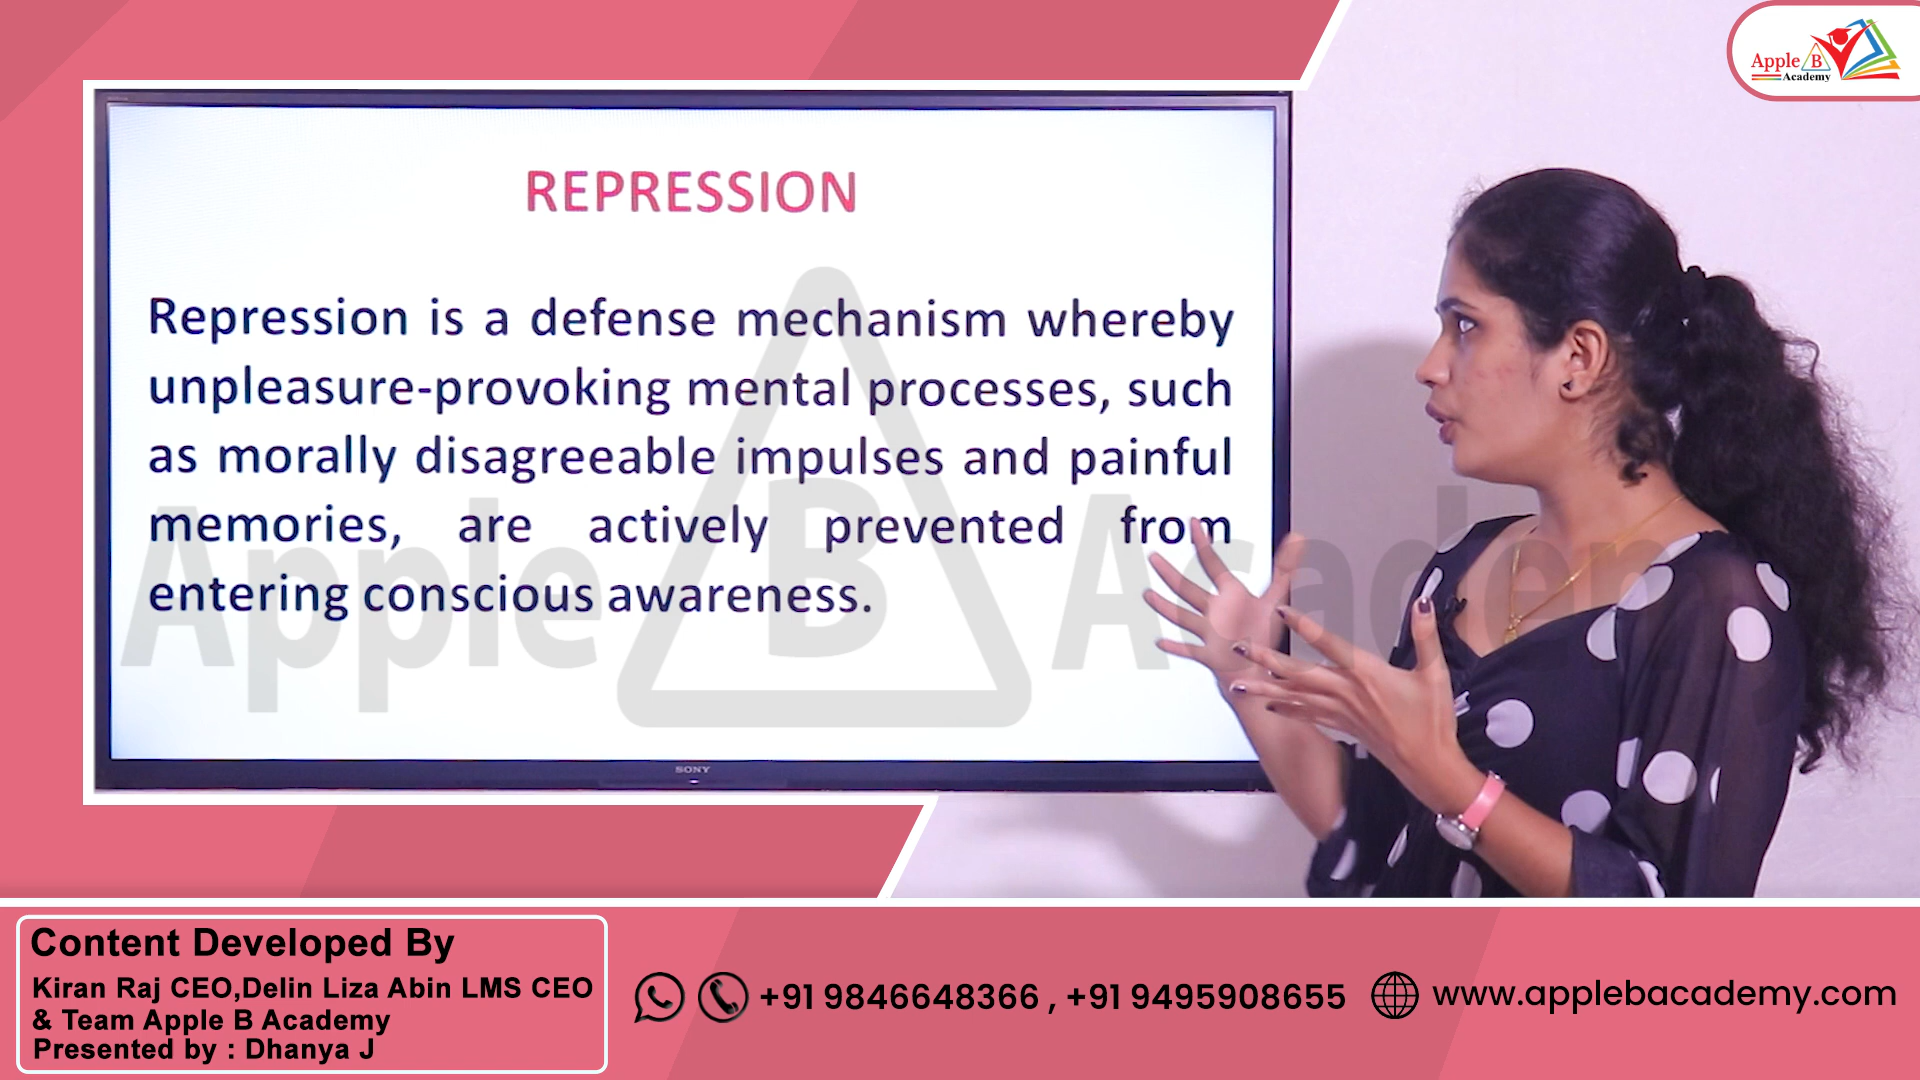 Apple B
Academy
REPRESSION
Repression is a defense mechanism whereby
unpleasure-provoking mental processes, such
as morally disagreeable impulses and painful
memories, are actively prevented from
entering conscious awareness.
Apple B Academy
SONY
Content Developed By
Kiran Raj CEO,Delin Liza Abin LMS CEO
& Team Apple B Academy
Presented by : Dhanya J
+91 9846648366 , +91 9495908655
www.applebacademy.com